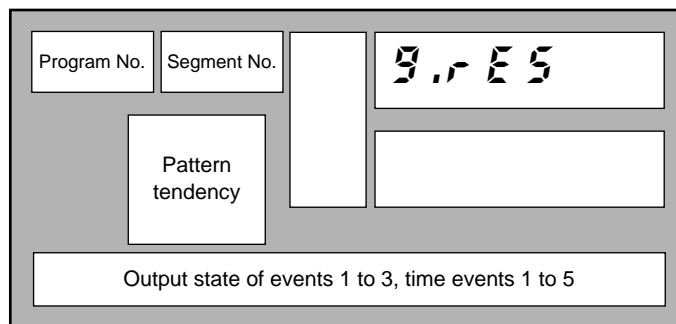 Program No.
Segment No.
9.rES
Pattern
tendency
Output state of events 1 to 3, time events 1 to 5